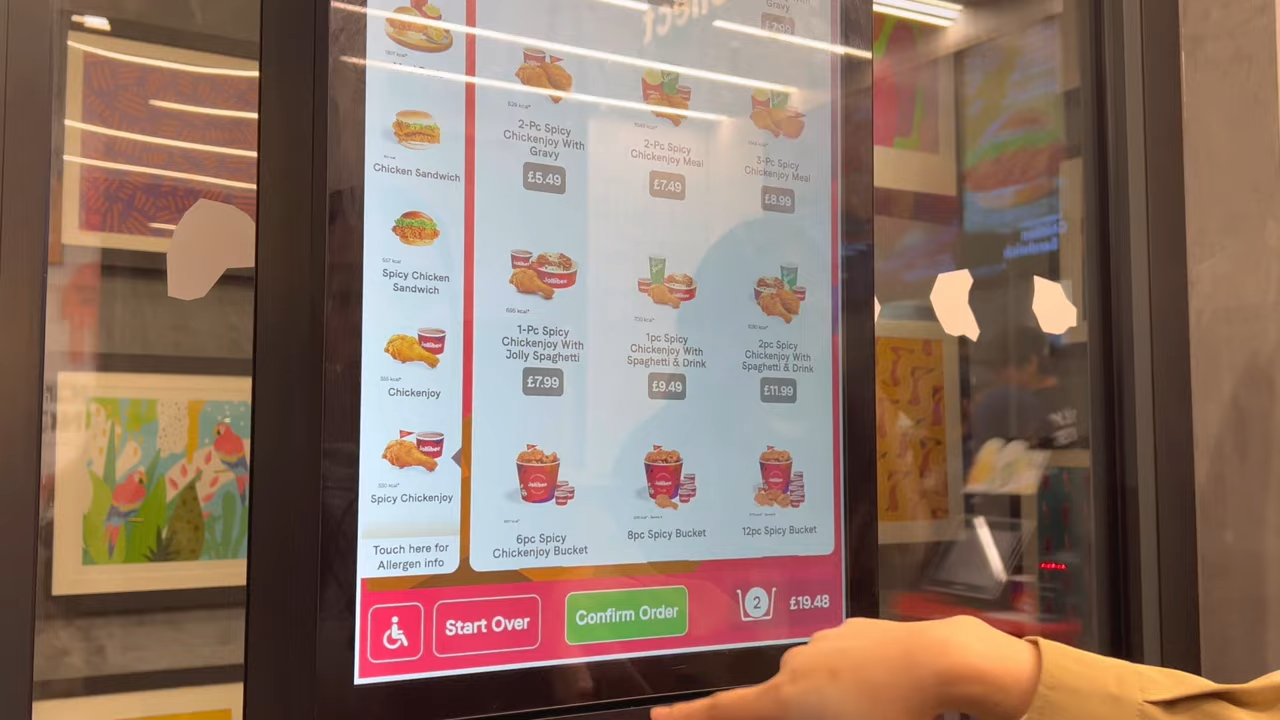 Gravy
Chicken Sandwich
Spicy Chicken
Sandwich
Chickenjoy
Spicy Chickenjoy
Touch here for
Allergen info
2-Pc Spicy
Chickenjoy With
Gravy
£5.49
2-Pc Spicy
Chickenjoy Meal
£7.49
3-Pc Spicy
Chickenjoy Meal
£8.99
1-Pc Spicy
Chickenjoy With
Jolly Spaghetti
£7.99
1pc Spicy
Chickenjoy With
Spaghetti & Drink
£9.49
2pc Spicy
Chickenjoy With
Spaghetti & Drink
£11.99
6pc Spicy
Chickenjoy Bucket
8pc Spicy Bucket
12pc Spicy Bucket
Start Over
Confirm Order
2
£19.48